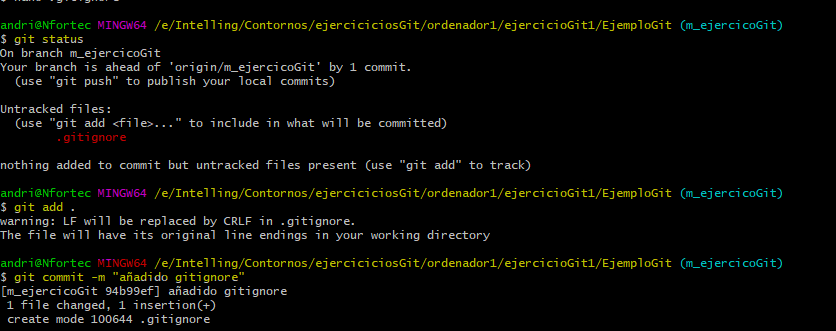 andri@Nfortec MINGW64 /e/Intelling/Contornos/ejerciciciosGit/ordenador1/ejercicioGit1/EjemploGit (m_ejercicoGit)
$ git status
On branch m_ejercicoGit
Your branch is ahead of 'origin/m_ejercicoGit' by 1 commit.
  (use "git push" to publish your local commits)

Untracked files:
  (use "git add <file>..." to include in what will be committed)
        .gitignore

nothing added to commit but untracked files present (use "git add" to track)

andri@Nfortec MINGW64 /e/Intelling/Contornos/ejerciciciosGit/ordenador1/ejercicioGit1/EjemploGit (m_ejercicoGit)
$ git add .
warning: LF will be replaced by CRLF in .gitignore.
The file will have its original line endings in your working directory

andri@Nfortec MINGW64 /e/Intelling/Contornos/ejerciciciosGit/ordenador1/ejercicioGit1/EjemploGit (m_ejercicoGit)
$ git commit -m "añadido gitignore"
[m_ejercicoGit 94b99ef] añadido gitignore
 1 file changed, 1 insertion(+)
 create mode 100644 .gitignore